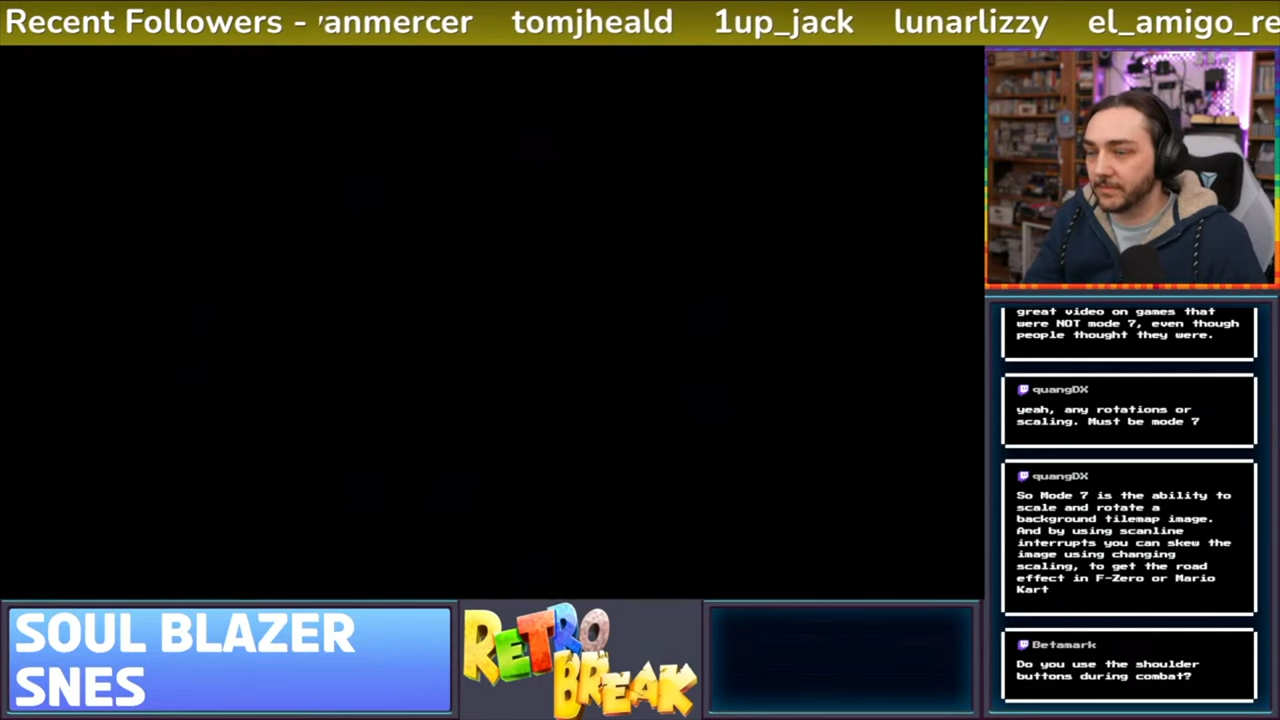 Recent Followers - vanmercer tomjheald 1up_jack lunarlizzy el_amigo_re
great video on games that
were NOT mode 7, even though
people thought they were.
quangDX
yeah, any rotations or
scaling. Must be mode 7
quangDX
So Mode 7 is the ability to
scale and rotate a
background tilemap image.
And by using scanline
interrupts you can skew the
image using changing
scaling, to get the road
effect in F-Zero or Mario
Kart
Betamark
Do you use the shoulder
buttons during combat?
SOUL BLAZER
SNES
RETRO
BREAK